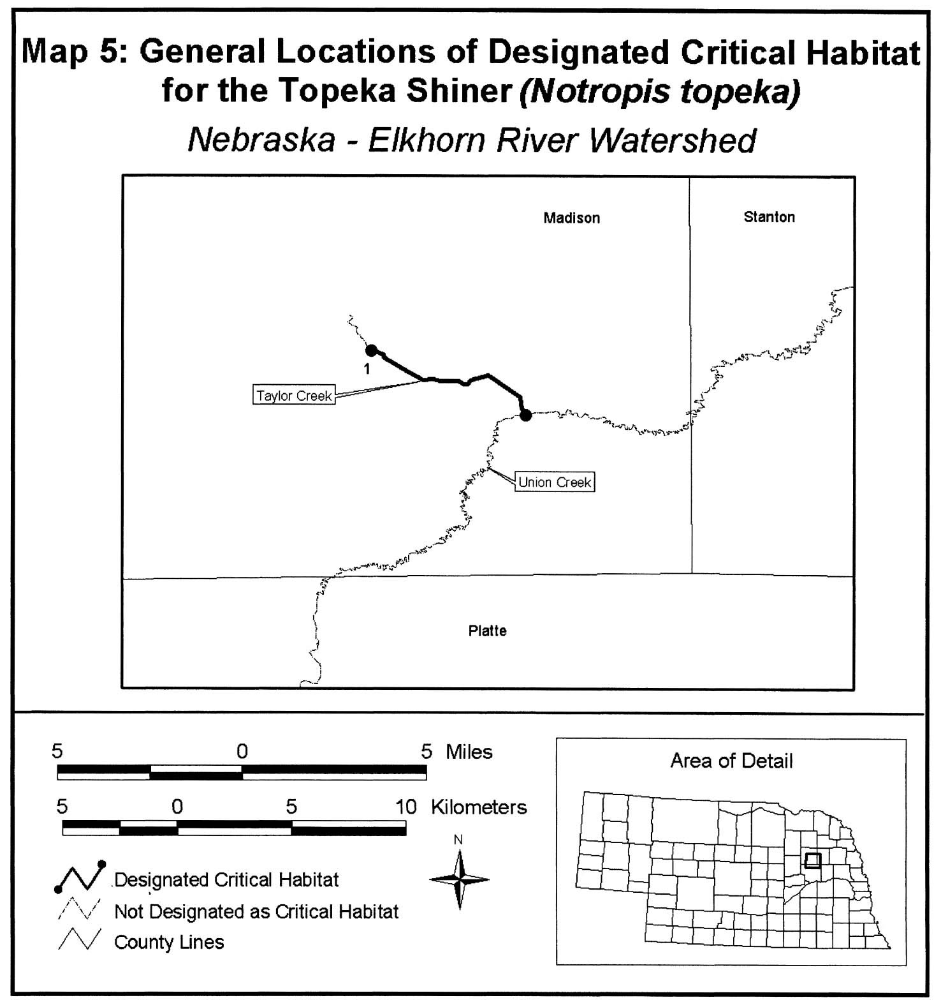 Map 5: General Locations of Designated Critical Habitat
for the Topeka Shiner (Notropis topeka)
Nebraska - Elkhorn River Watershed
Madison
Stanton
1
Taylor Creek
Union Creek
Platte
5 0 5 Miles
5 0 5 10 Kilometers
N
Designated Critical Habitat
Not Designated as Critical Habitat
County Lines
Area of Detail